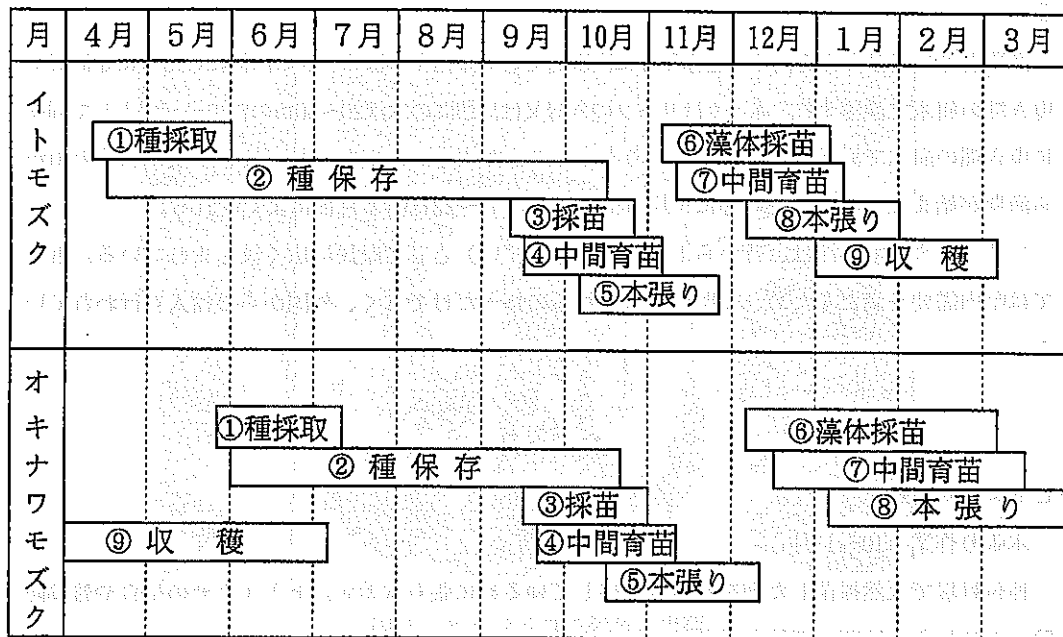 月 4月 5月 6月 7月 8月 9月 10月 11月 12月 1月 2月 3月
イトモズク
①種採取 ⑥藻体採苗
② 種 保 存 ⑦中間育苗
③採苗 ⑧本張り
④中間育苗 ⑨ 収 穫
⑤本張り
オキナワモズク
①種採取 ⑥藻体採苗
② 種 保 存 ⑦中間育苗
③採苗 ⑧ 本 張 り
⑨ 収 穫 ④中間育苗
⑤本張り